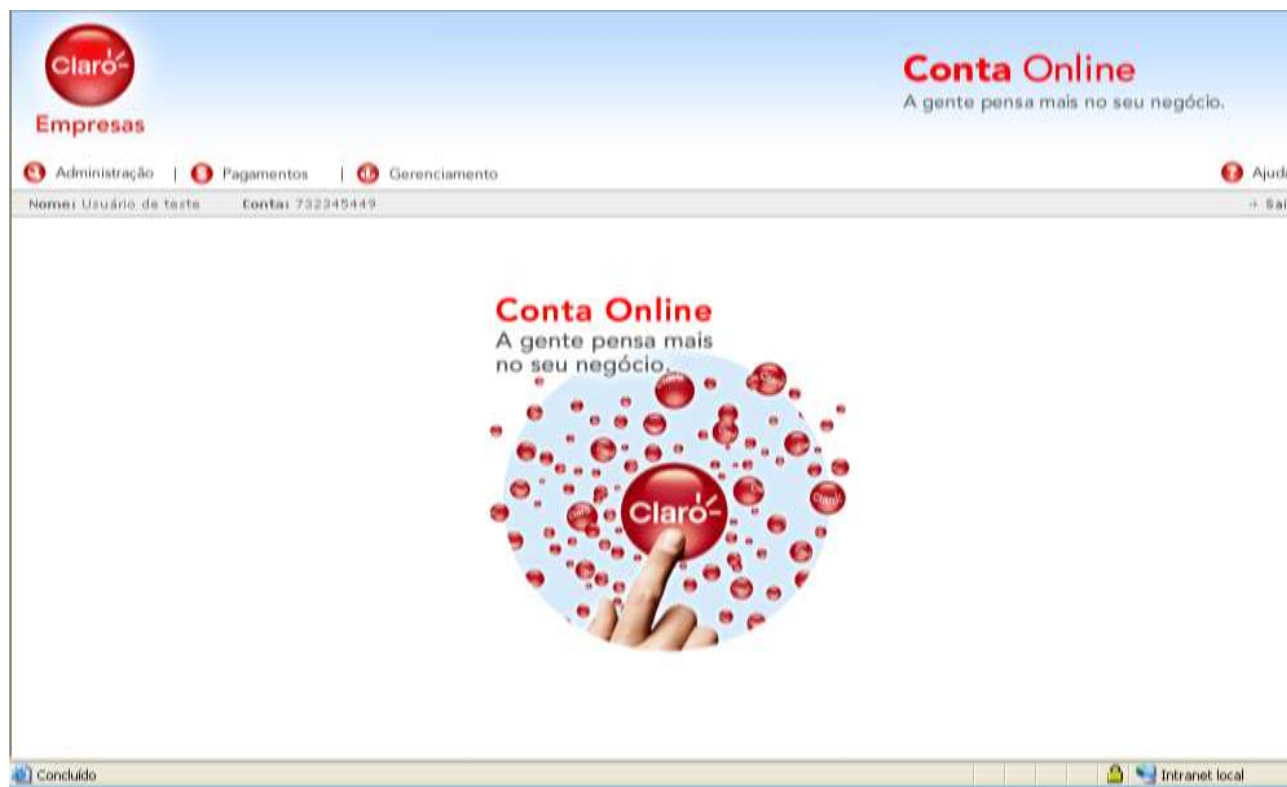 Claro
Empresas
Conta Online
A gente pensa mais no seu negócio.
Administração | Pagamentos | Gerenciamento
Ajuda
Nome: Usuário de teste Conta: 732345449
Sai
Conta Online
A gente pensa mais
no seu negócio.
Claro
Concluído
Intranet local